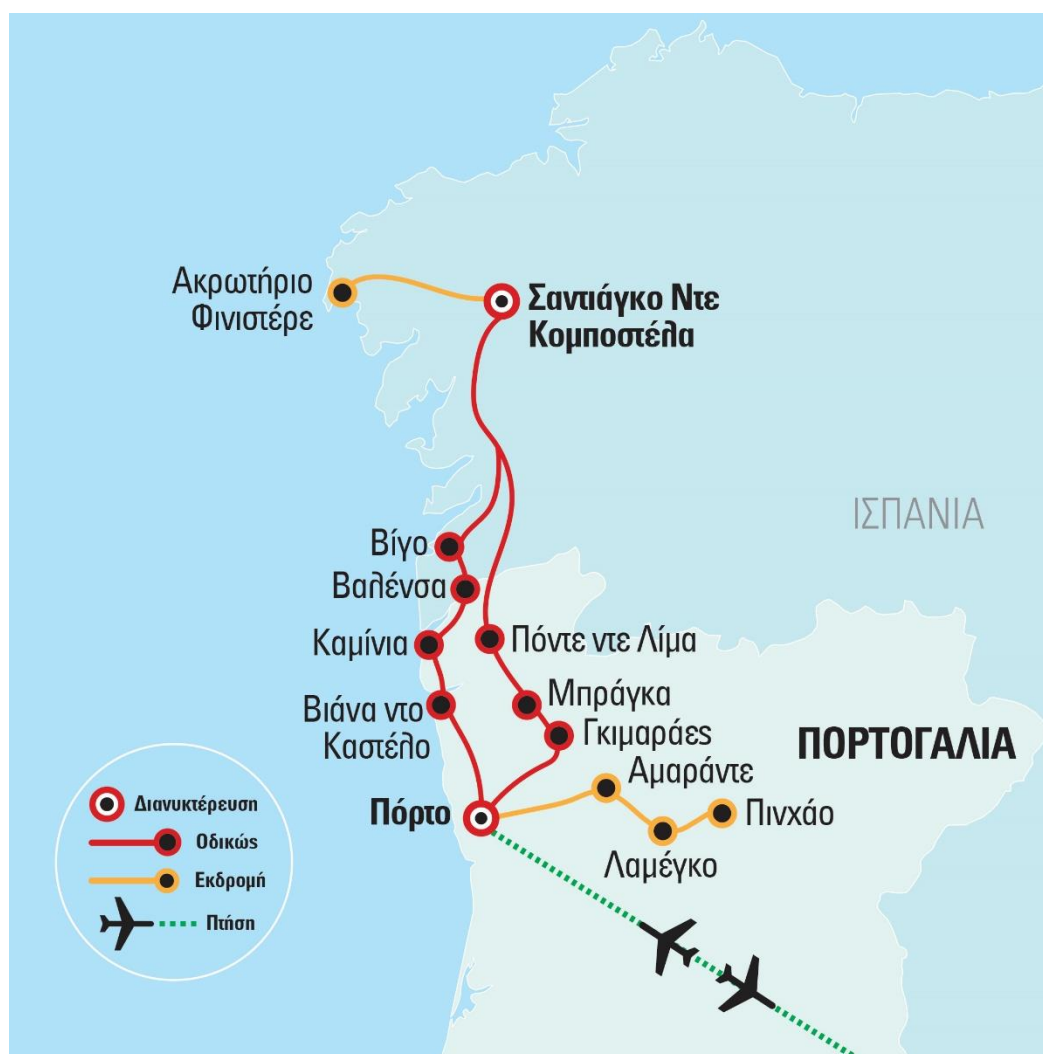 Ακρωτήριο
Φινιστέρε
Σαντιάγκο Ντε
Κομποστέλα
ΙΣΠΑΝΙΑ
Βίγο
Βαλένσα
Καμίνια
Πόντε ντε Λίμα
Μπράγκα
Βιάνα ντο
Καστέλο
Γκιμαράες
ΠΟΡΤΟΓΑΛΙΑ
Αμαράντε
Πόρτο
Πινχάο
Λαμέγκο
Διανυκτέρευση
Οδικώς
Εκδρομή
Πτήση